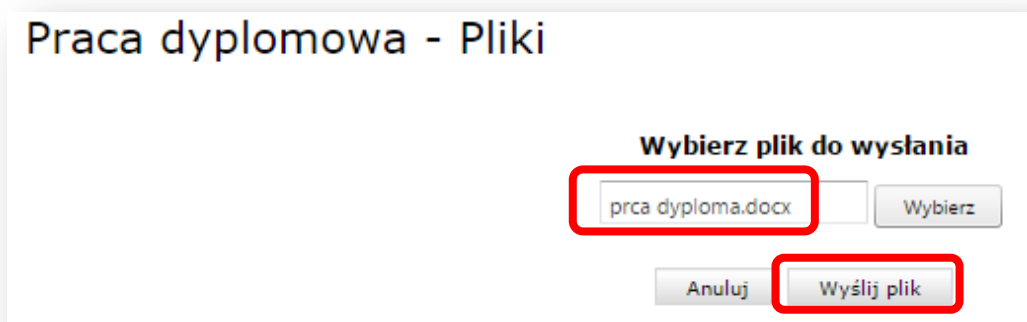 Praca dyplomowa - Pliki
Wybierz plik do wysłania
prca dyploma.docx Wybierz
Anuluj Wyślij plik